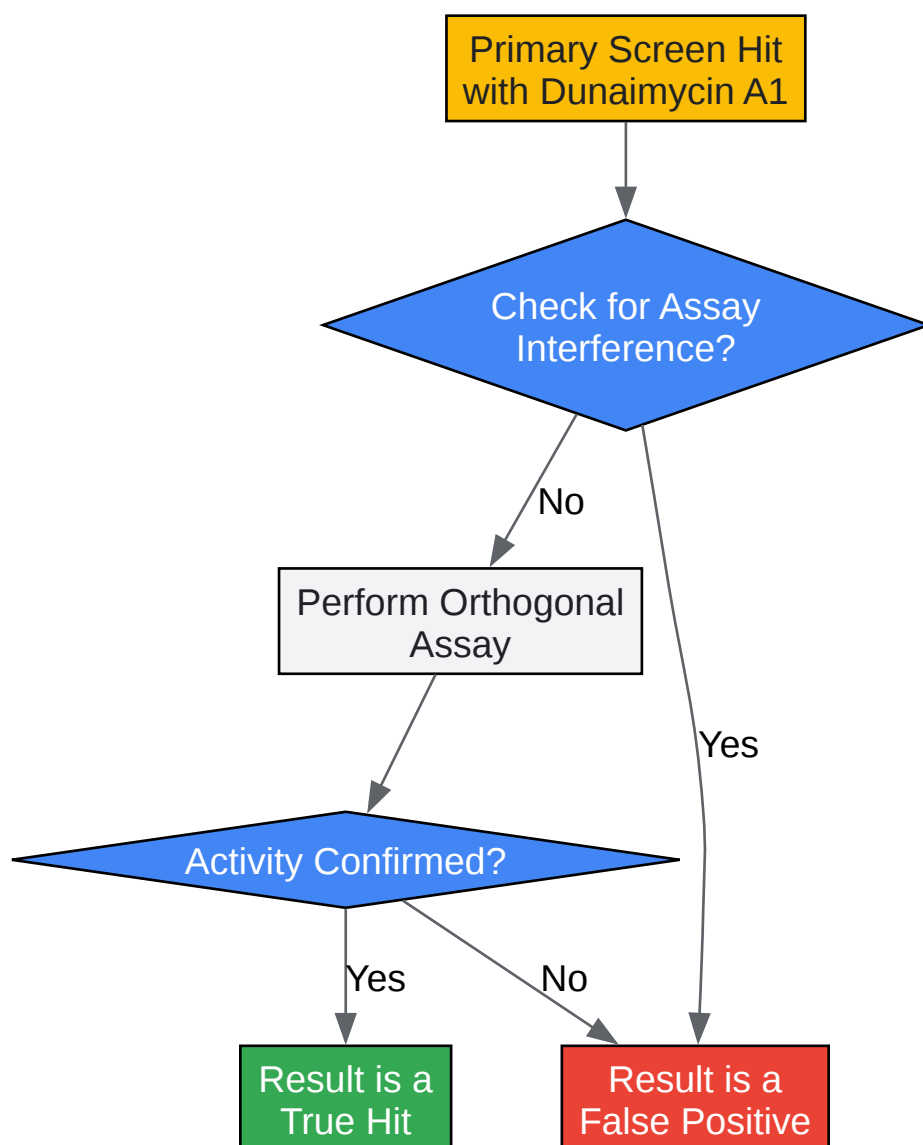 Primary Screen Hit
with Dunaimycin A1
Check for Assay
Interference?
No
Perform Orthogonal
Assay
Yes
Activity Confirmed?
Yes
No
Result is a
True Hit
Result is a
False Positive